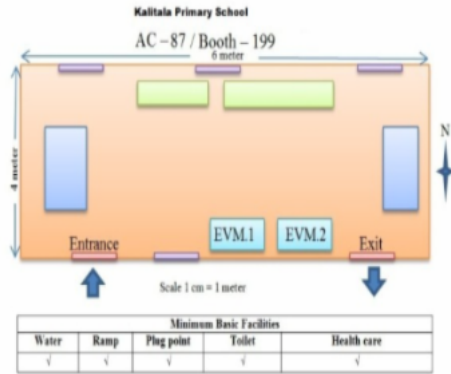 Kalitala Primary School
AC – 87 / Booth – 199
6 meter
4 meter
N
EVM.1 EVM.2
Entrance Exit
Scale 1 cm = 1 meter
Minimum Basic Facilities
Water Ramp Plug point Toilet Health care
√ √ √ √ √